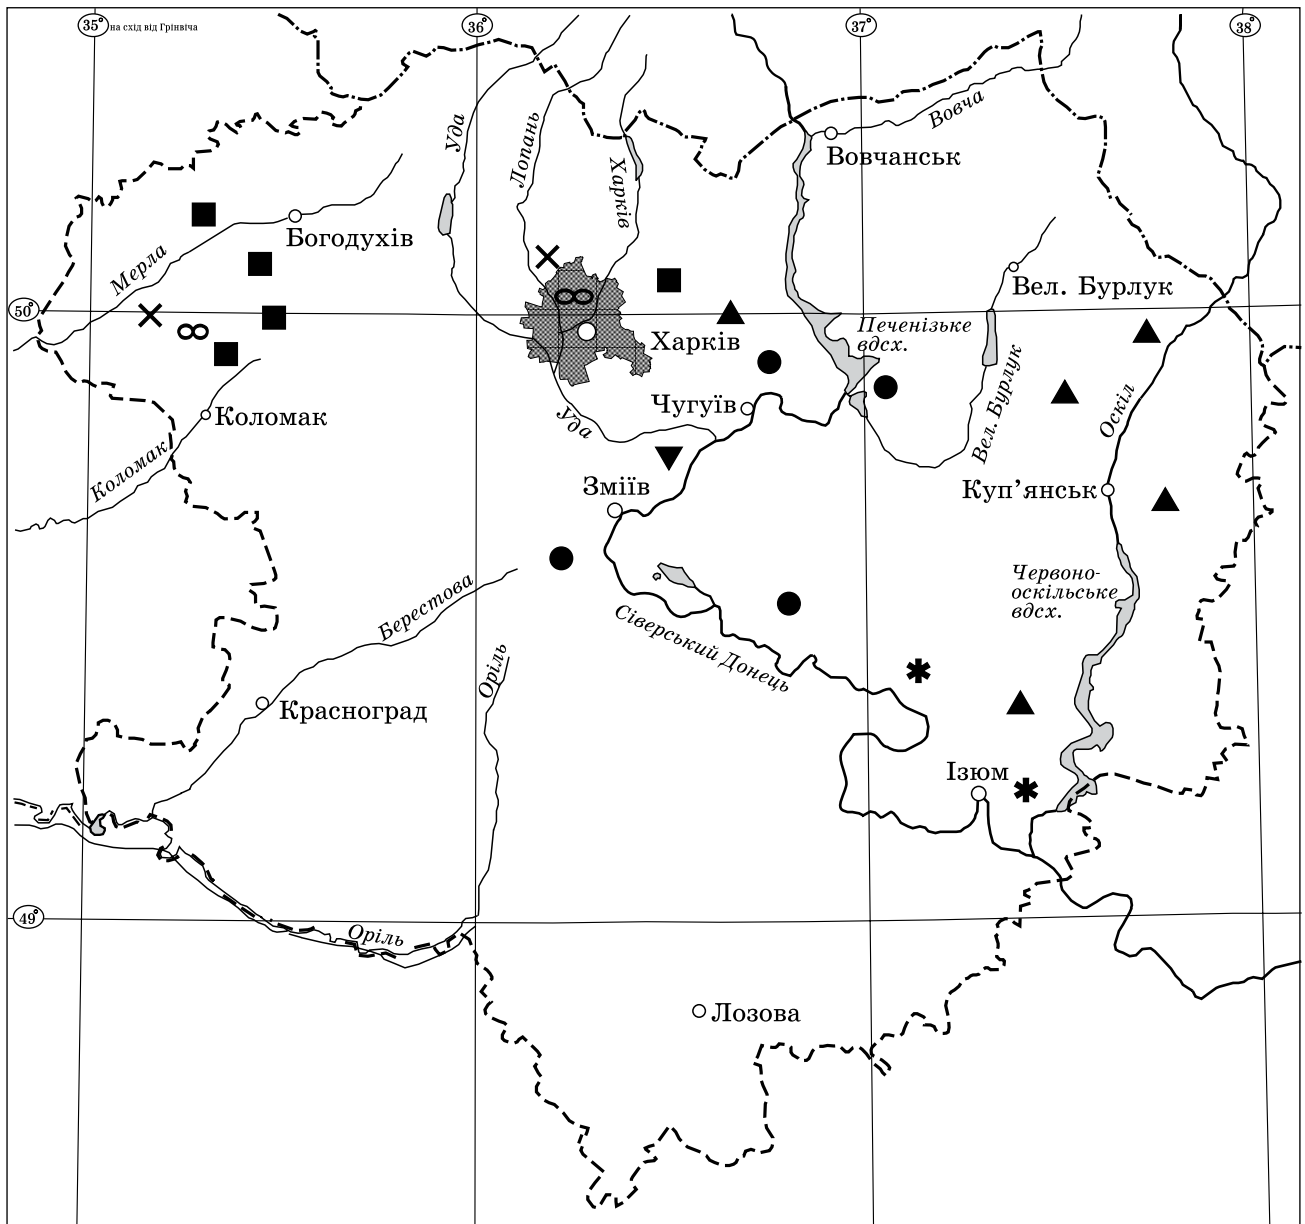 35° на схід від Грінвіча
36°
37°
38°
Уда
Лопань
Харків
Вовча
Вовчанськ
Богодухів
Мерла
Вел. Бурлук
50°
Печенізьке
вдсх.
Харків
Вел. Бурлук
Оскіл
Чугуїв
Коломак
Уда
Коломак
Зміїв
Куп’янськ
Червоно-
оскільське
вдсх.
Берестова
Сіверський Донець
Оріль
Красноград
Ізюм
49°
Оріль
Лозова